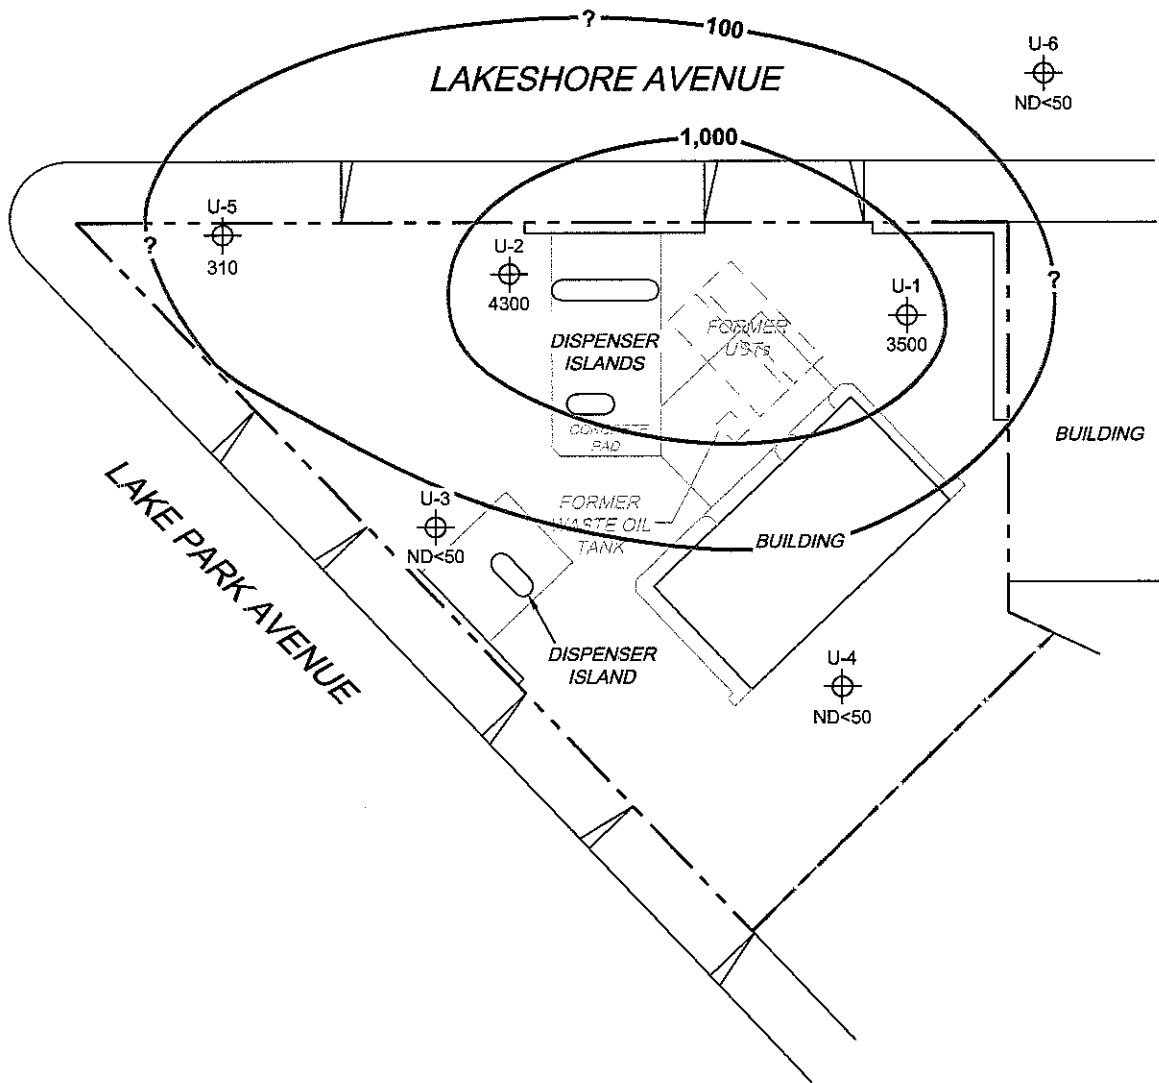 ?
100
U-6
ND<50
LAKESHORE AVENUE
1,000
U-5
?
310
U-2
4300
?
U-1
3500
FORMER
USTs
DISPENSER
ISLANDS
CONCRETE
PAD
BUILDING
U-3
ND<50
FORMER
WASTE OIL
TANK
BUILDING
LAKE PARK AVENUE
DISPENSER
ISLAND
U-4
ND<50